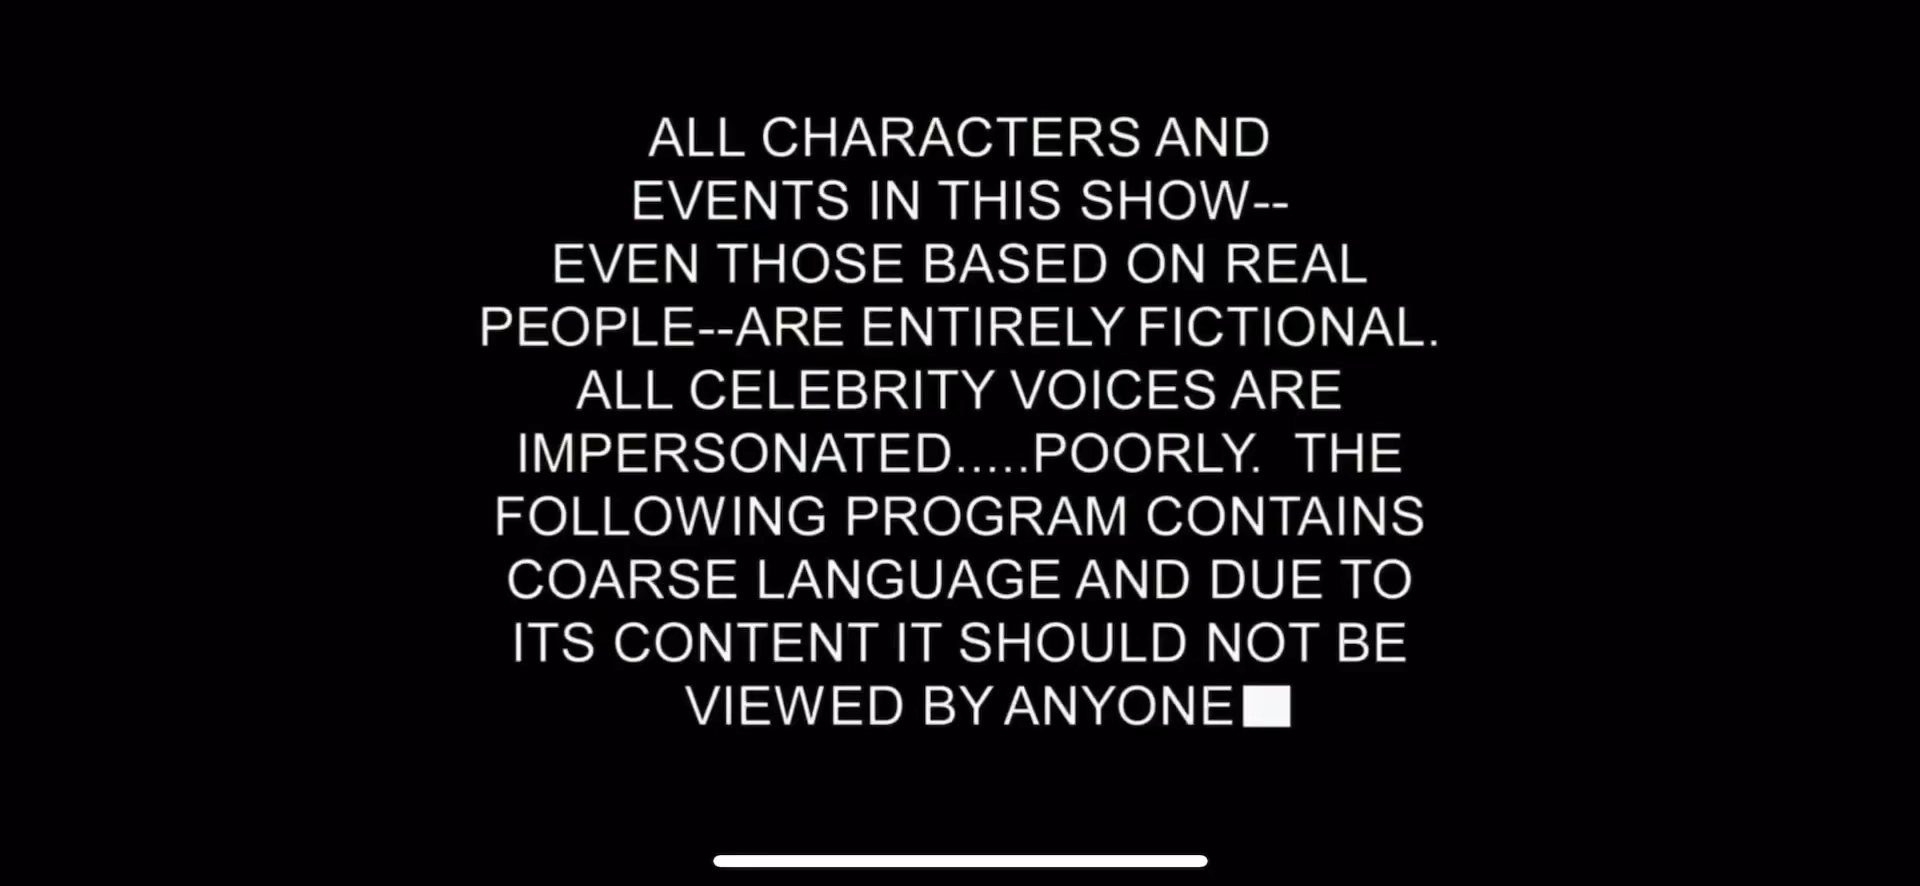 ALL CHARACTERS AND
EVENTS IN THIS SHOW--
EVEN THOSE BASED ON REAL
PEOPLE--ARE ENTIRELY FICTIONAL.
ALL CELEBRITY VOICES ARE
IMPERSONATED.....POORLY.  THE
FOLLOWING PROGRAM CONTAINS
COARSE LANGUAGE AND DUE TO
ITS CONTENT IT SHOULD NOT BE
VIEWED BY ANYONE